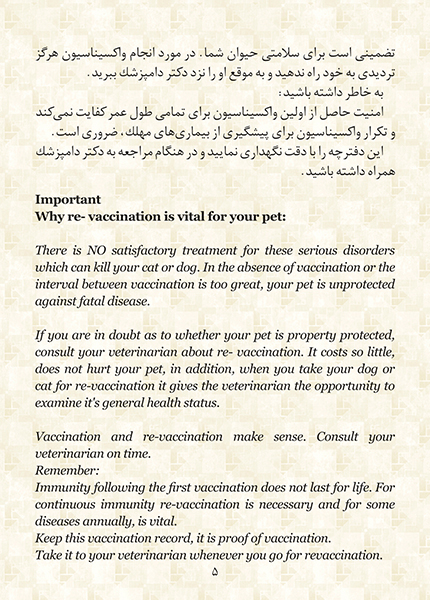 تضمینی است برای سلامتی حیوان شما. در مورد انجام واکسیناسیون هرگز
تردیدی به خود راه ندهید و به موقع او را نزد دکتر دامپزشك ببرید.
به خاطر داشته باشید:
امنیت حاصل از اولین واکسیناسیون برای تمامی طول عمر کفایت نمی‌کند
و تکرار واکسیناسیون برای پیشگیری از بیماری‌های مهلك، ضروری است.
این دفترچه را با دقت نگهداری نمایید و در هنگام مراجعه به دکتر دامپزشك
همراه داشته باشید.
Important
Why re- vaccination is vital for your pet:
There is NO satisfactory treatment for these serious disorders
which can kill your cat or dog. In the absence of vaccination or the
interval between vaccination is too great, your pet is unprotected
against fatal disease.
If you are in doubt as to whether your pet is property protected,
consult your veterinarian about re- vaccination. It costs so little,
does not hurt your pet, in addition, when you take your dog or
cat for re-vaccination it gives the veterinarian the opportunity to
examine it's general health status.
Vaccination and re-vaccination make sense. Consult your
veterinarian on time.
Remember:
Immunity following the first vaccination does not last for life. For
continuous immunity re-vaccination is necessary and for some
diseases annually, is vital.
Keep this vaccination record, it is proof of vaccination.
Take it to your veterinarian whenever you go for revaccination.
۵